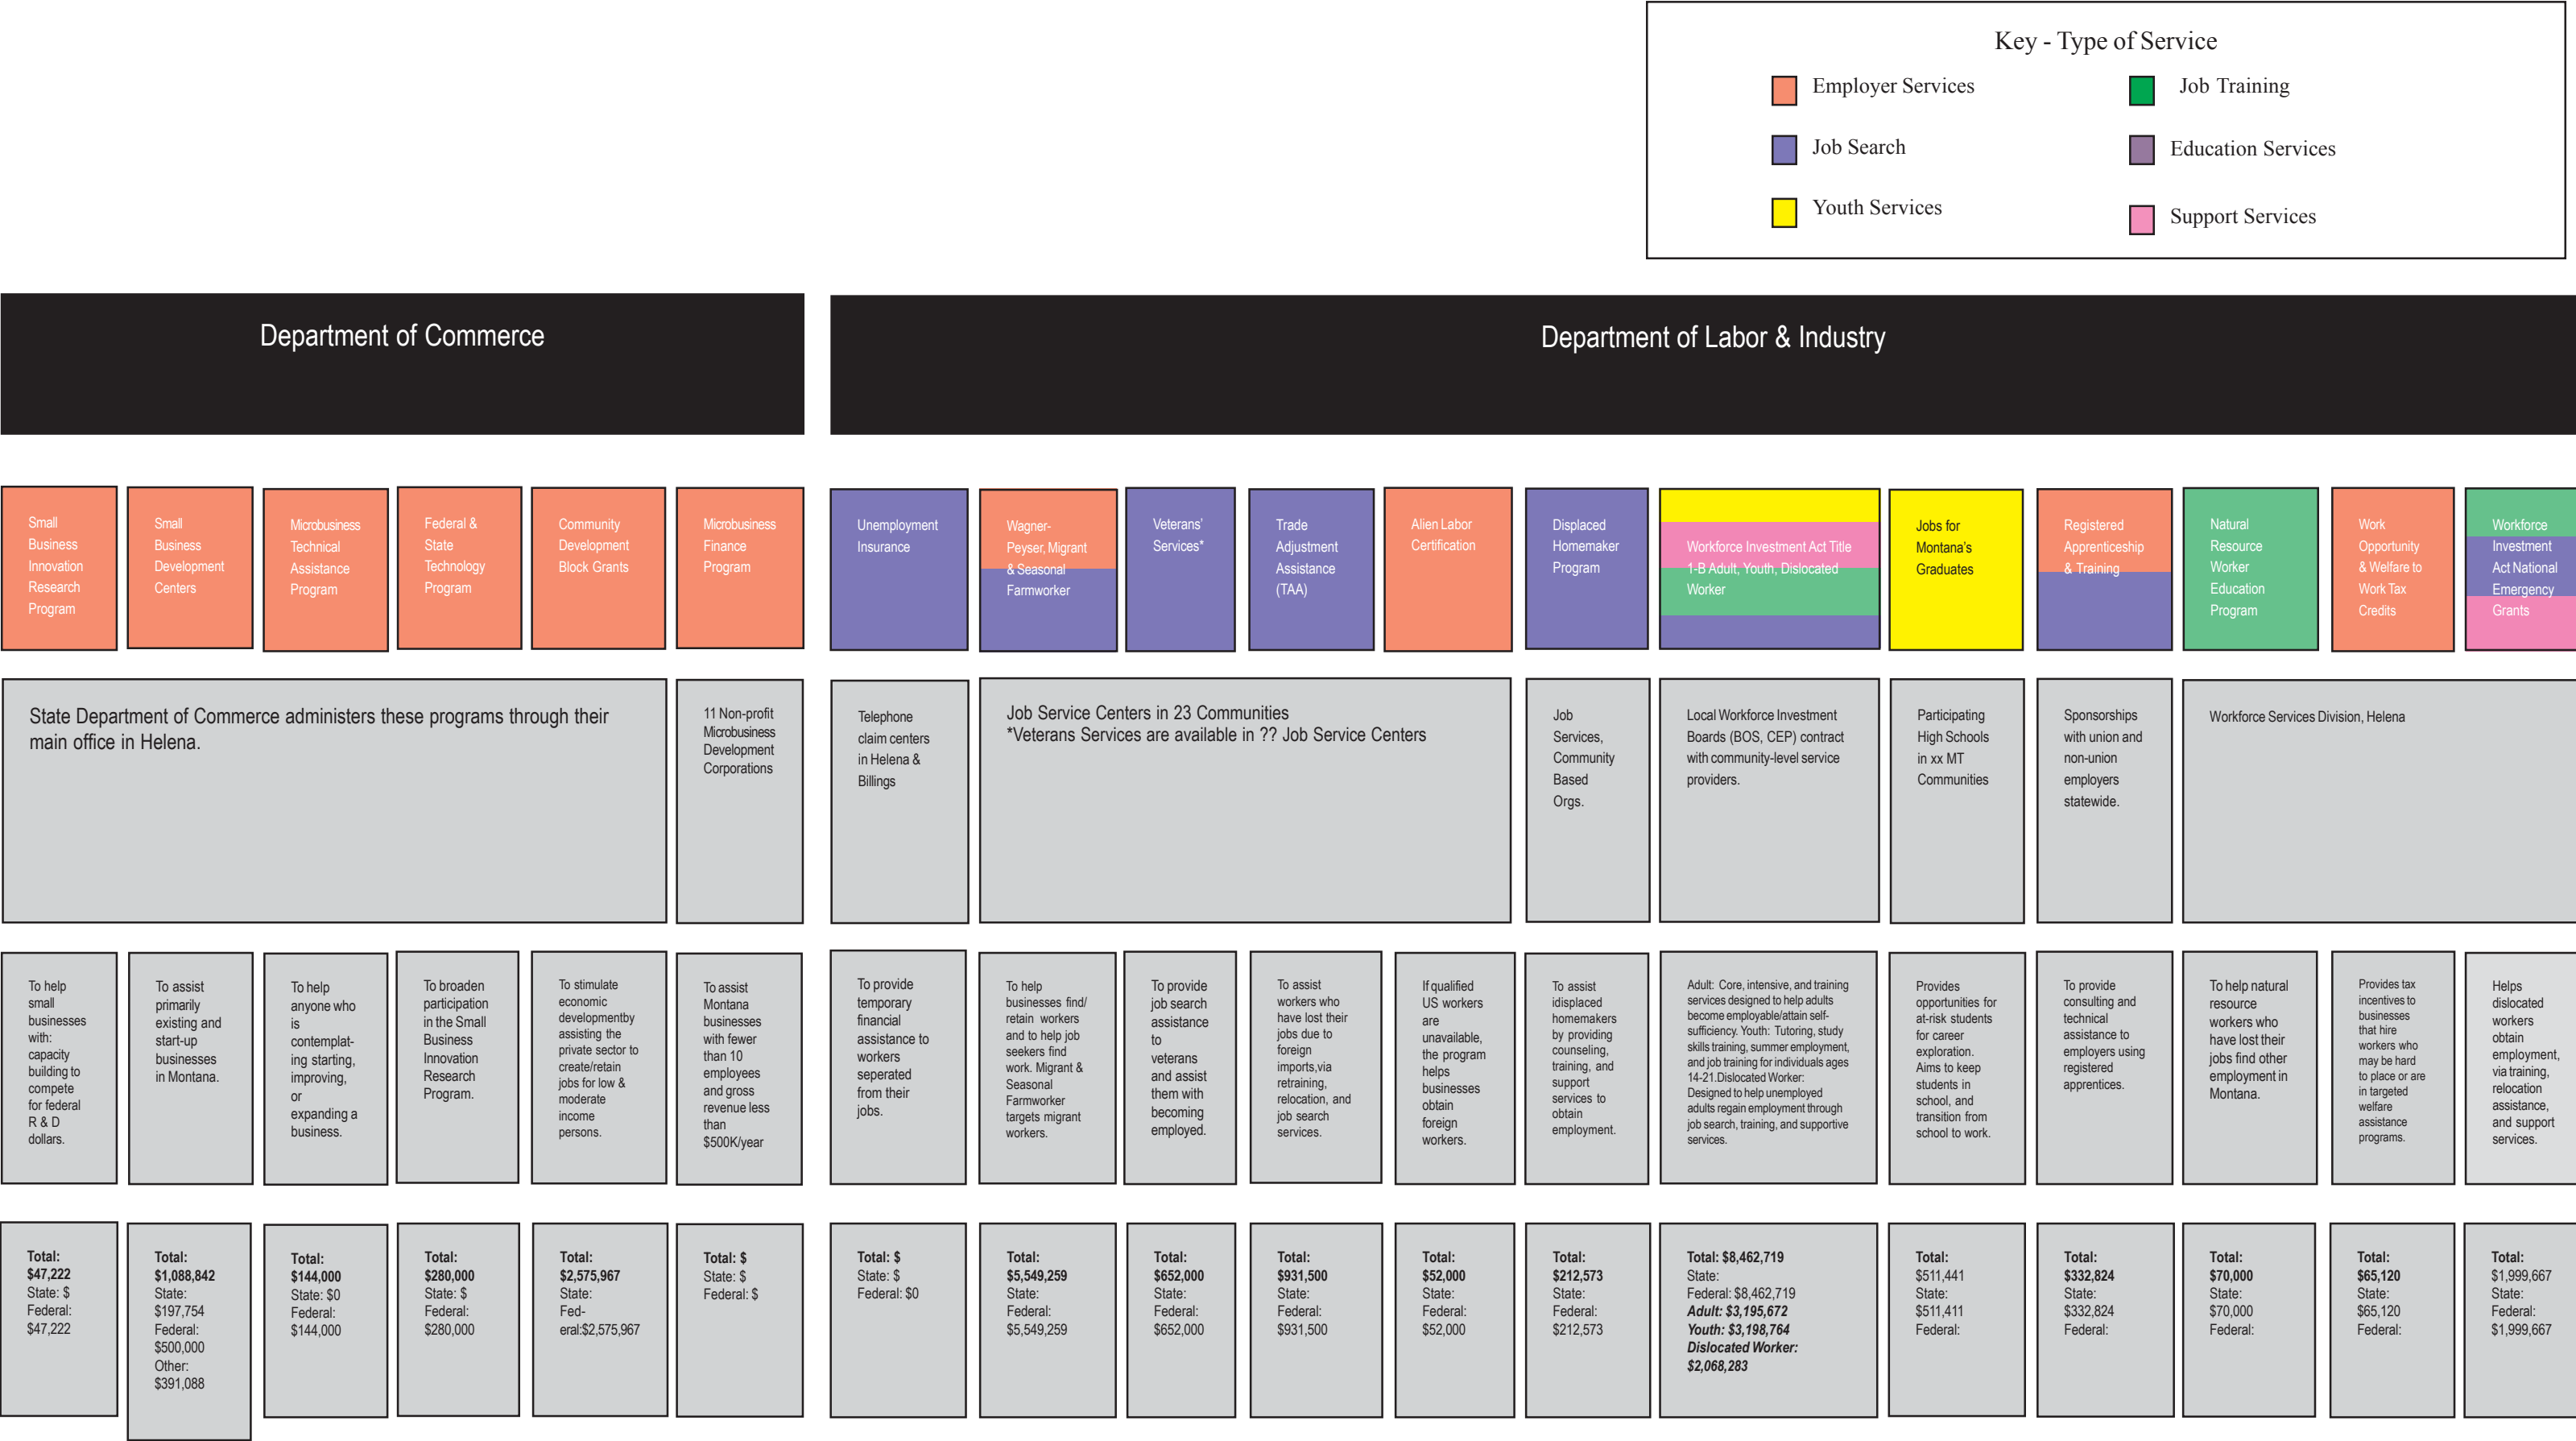 Key - Type of Service
Employer Services
Job Training
Job Search
Education Services
Youth Services
Support Services
Department of Commerce
Department of Labor & Industry
Small
Business
Innovation
Research
Program
Small
Business
Development
Centers
Microbusiness
Technical
Assistance
Program
Federal &
State
Technology
Program
Community
Development
Block Grants
Microbusiness
Finance
Program
Unemployment
Insurance
Wagner-
Peyser, Migrant
& Seasonal
Farmworker
Veterans'
Services*
Trade
Adjustment
Assistance
(TAA)
Alien Labor
Certification
Displaced
Homemaker
Program
Workforce Investment Act Title
1-B Adult, Youth, Dislocated
Worker
Jobs for
Montana's
Graduates
Registered
Apprenticeship
& Training
Natural
Resource
Worker
Education
Program
Work
Opportunity
& Welfare to
Work Tax
Credits
Workforce
Investment
Act National
Emergency
Grants
State Department of Commerce administers these programs through their
main office in Helena.
11 Non-profit
Microbusiness
Development
Corporations
Telephone
claim centers
in Helena &
Billings
Job Service Centers in 23 Communities
*Veterans Services are available in ?? Job Service Centers
Job
Services,
Community
Based
Orgs.
Local Workforce Investment
Boards (BOS, CEP) contract
with community-level service
providers.
Participating
High Schools
in xx MT
Communities
Sponsorships
with union and
non-union
employers
statewide.
Workforce Services Division, Helena
To help
small
businesses
with:
capacity
building to
compete
for federal
R & D
dollars.
To assist
primarily
existing and
start-up
businesses
in Montana.
To help
anyone who
is
contemplat-
ing starting,
improving,
or
expanding a
business.
To broaden
participation
in the Small
Business
Innovation
Research
Program.
To stimulate
economic
developmentby
assisting the
private sector to
create/retain
jobs for low &
moderate
income
persons.
To assist
Montana
businesses
with fewer
than 10
employees
and gross
revenue less
than
$500K/year
To provide
temporary
financial
assistance to
workers
seperated
from their
jobs.
To help
businesses find/
retain workers
and to help job
seekers find
work. Migrant &
Seasonal
Farmworker
targets migrant
workers.
To provide
job search
assistance
to
veterans
and assist
them with
becoming
employed.
To assist
workers who
have lost their
jobs due to
foreign
imports,via
retraining,
relocation, and
job search
services.
If qualified
US workers
are
unavailable,
the program
helps
businesses
obtain
foreign
workers.
To assist
idisplaced
homemakers
by providing
counseling,
training, and
support
services to
obtain
employment.
Adult: Core, intensive, and training
services designed to help adults
become employable/attain self-
sufficiency. Youth: Tutoring, study
skills training, summer employment,
and job training for individuals ages
14-21.Dislocated Worker:
Designed to help unemployed
adults regain employment through
job search, training, and supportive
services.
Provides
opportunities for
at-risk students
for career
exploration.
Aims to keep
students in
school, and
transition from
school to work.
To provide
consulting and
technical
assistance to
employers using
registered
apprentices.
To help natural
resource
workers who
have lost their
jobs find other
employment in
Montana.
Provides tax
incentives to
businesses
that hire
workers who
may be hard
to place or are
in targeted
welfare
assistance
programs.
Helps
dislocated
workers
obtain
employment,
via training,
relocation
assistance,
and support
services.
Total:
$47,222
State: $
Federal:
$47,222
Total:
$1,088,842
State:
$197,754
Federal:
$500,000
Other:
$391,088
Total:
$144,000
State: $0
Federal:
$144,000
Total:
$280,000
State: $
Federal:
$280,000
Total:
$2,575,967
State:
Fed-
eral:$2,575,967
Total: $
State: $
Federal: $
Total: $
State: $
Federal: $0
Total:
$5,549,259
State:
Federal:
$5,549,259
Total:
$652,000
State:
Federal:
$652,000
Total:
$931,500
State:
Federal:
$931,500
Total:
$52,000
State:
Federal:
$52,000
Total:
$212,573
State:
Federal:
$212,573
Total: $8,462,719
State:
Federal: $8,462,719
Adult: $3,195,672
Youth: $3,198,764
Dislocated Worker:
$2,068,283
Total:
$511,441
State:
$511,411
Federal:
Total:
$332,824
State:
$332,824
Federal:
Total:
$70,000
State:
$70,000
Federal:
Total:
$65,120
State:
$65,120
Federal:
Total:
$1,999,667
State:
Federal:
$1,999,667